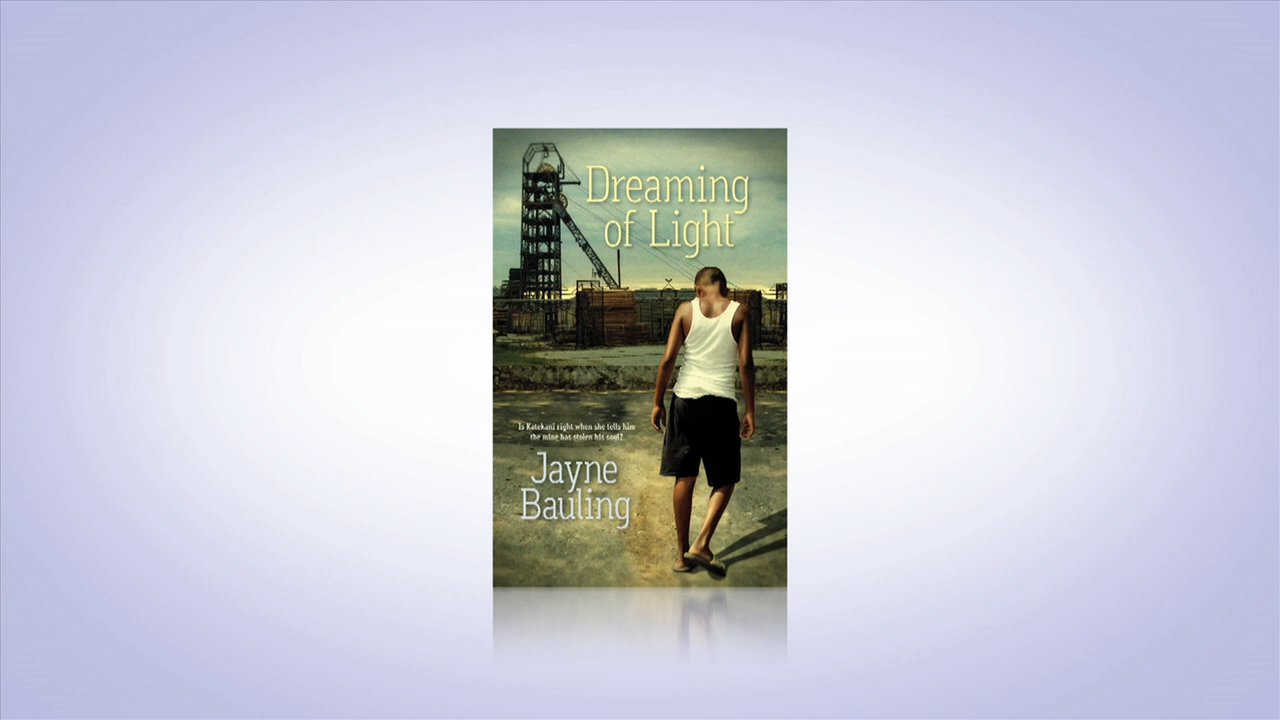 Dreaming
of Light
Is Katekani right when she tells him
the mine has stolen his soul?
Jayne
Bauling